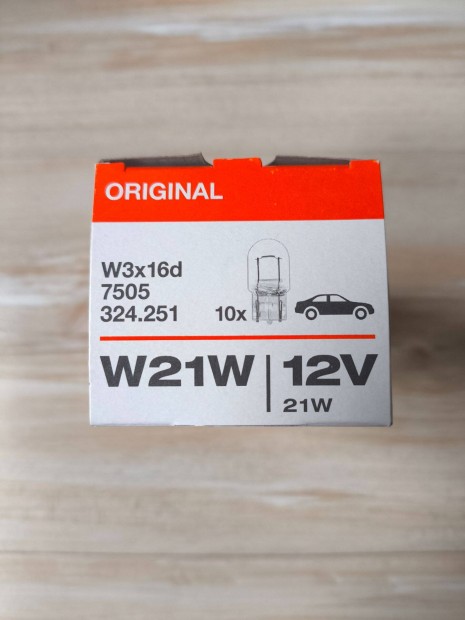 ORIGINAL
W3x16d
7505
324.251
10x
W21W | 12V
21W